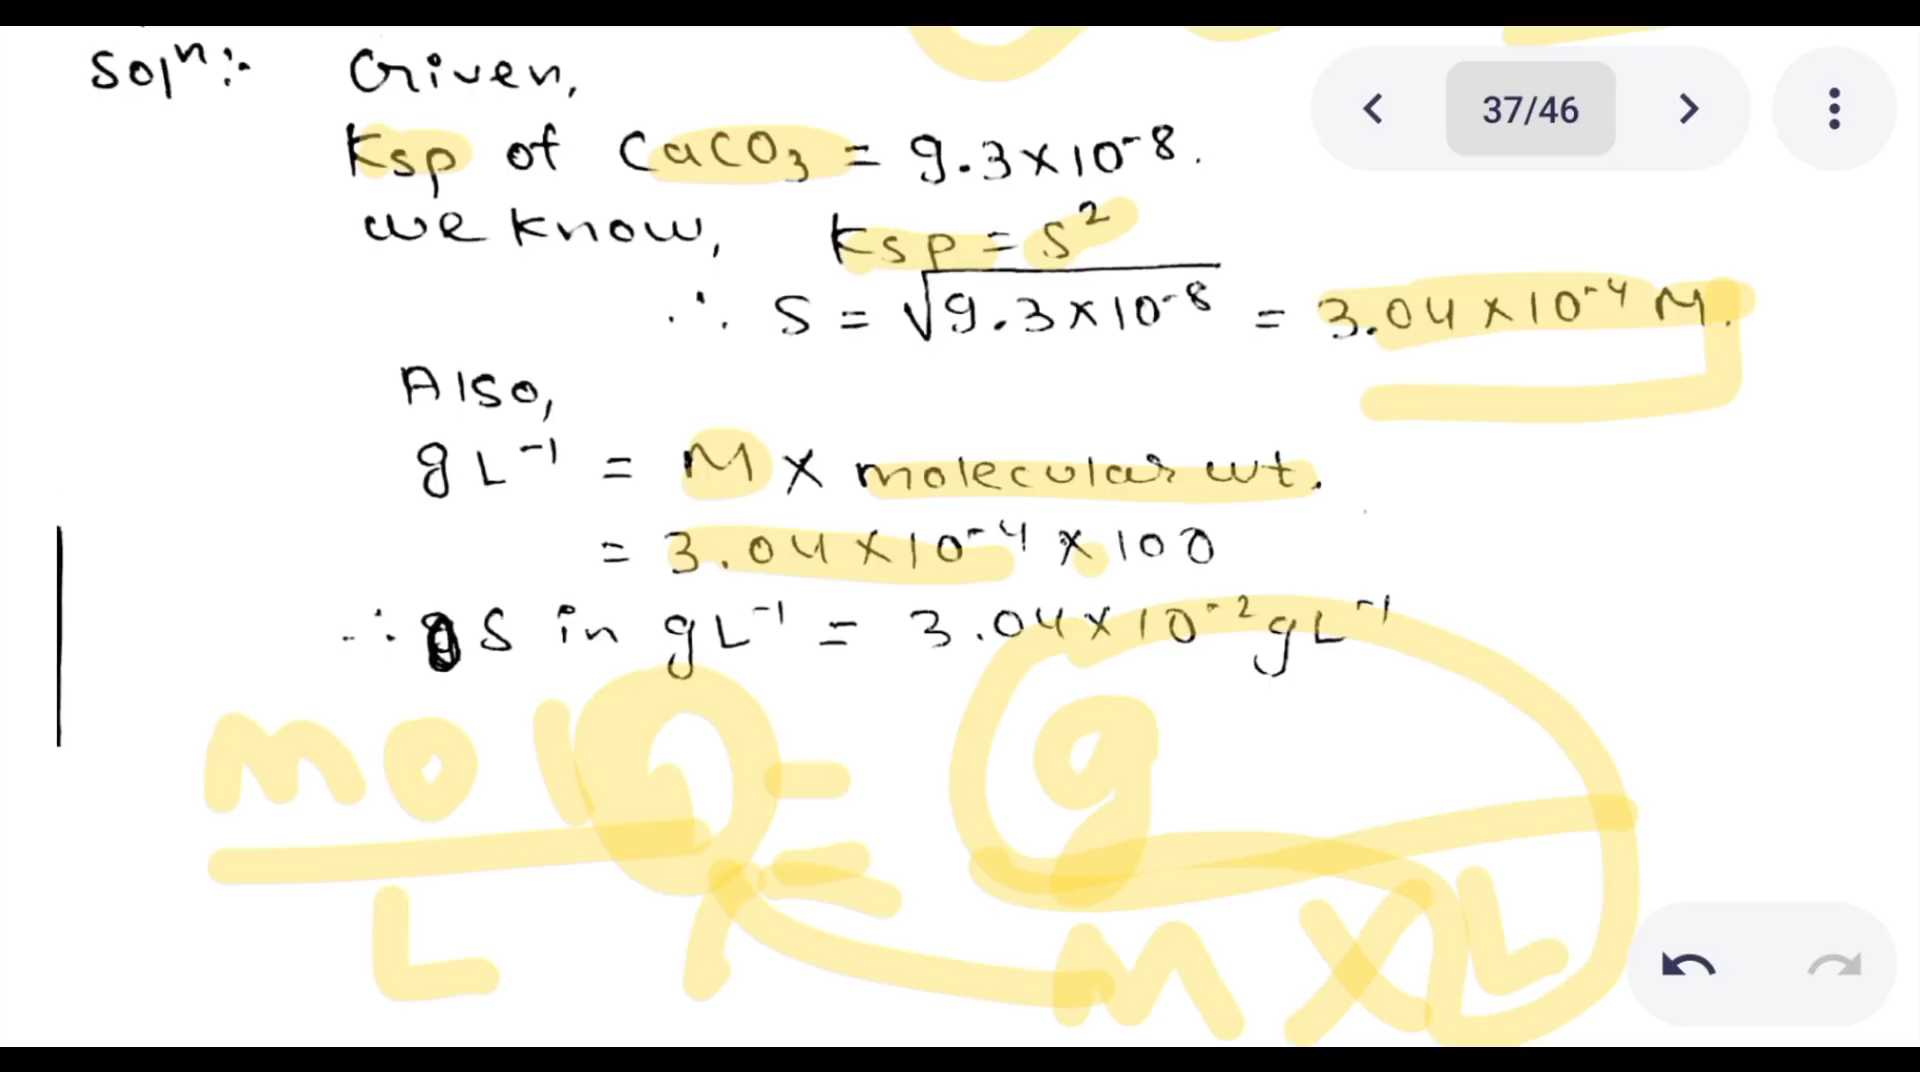 Soln:- Given,
37/46
Ksp of CaCO3 = 9.3×10-8.
we know, Ksp = S2
∴ S = √9.3×10-8 = 3.04×10-4 M.
Also,
gL-1 = M × molecular wt.
= 3.04×10-4 × 100
∴ S in gL-1 = 3.04×10-2 gL-1
mol = g
L = M×L